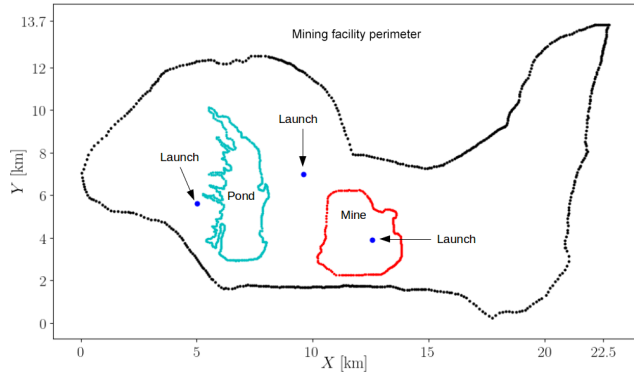 13.7
Mining facility perimeter
12
10
Launch
8
Launch
Y [km]
6
Pond
Mine
4
Launch
2
0
0
5
10
15
20
22.5
X [km]